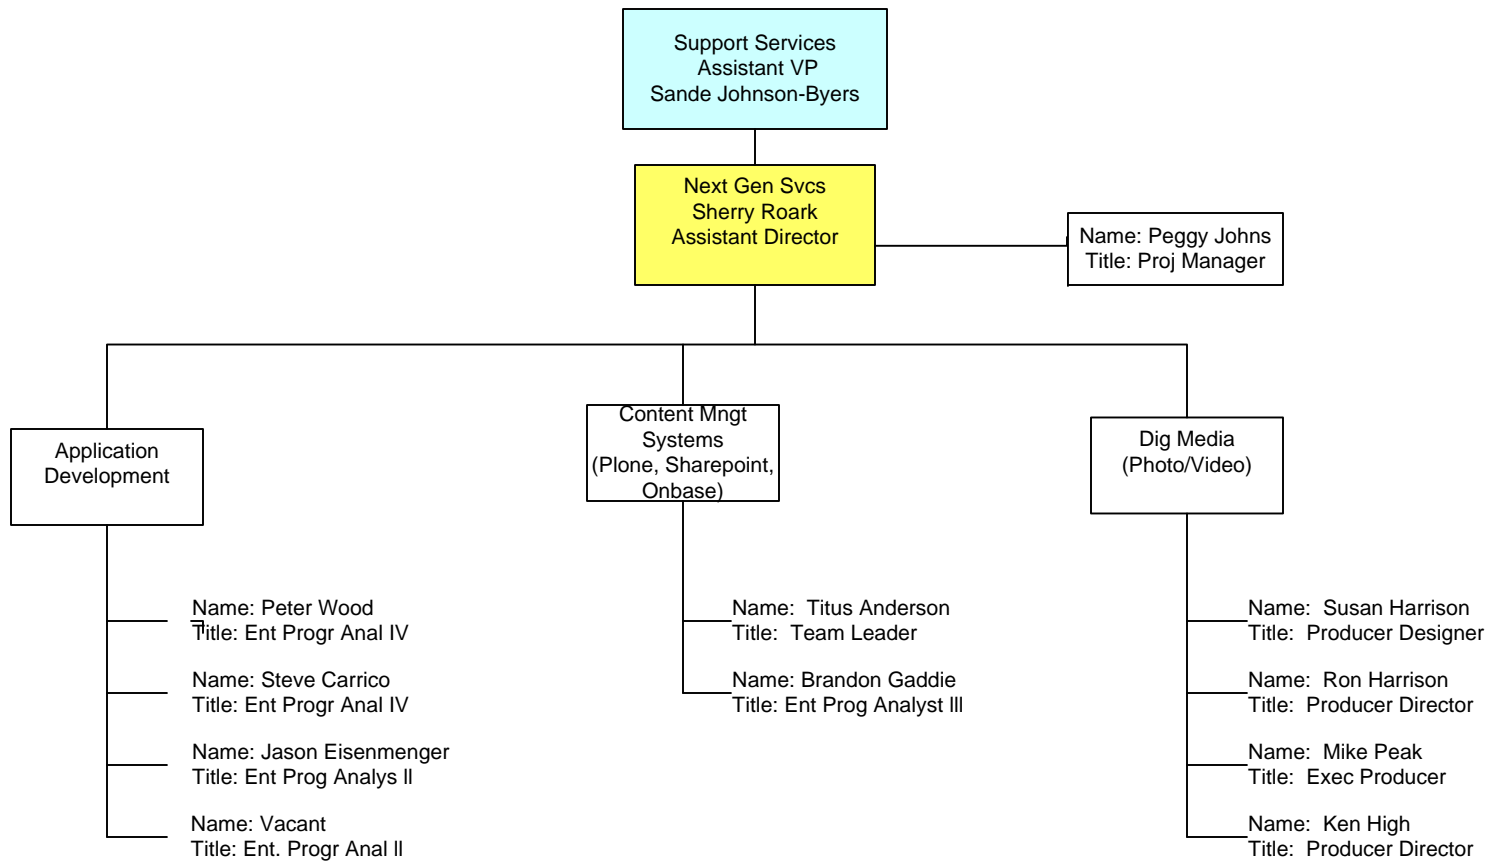 Support Services
Assistant VP
Sande Johnson-Byers
Next Gen Svcs
Sherry Roark
Assistant Director
Name: Peggy Johns
Title: Proj Manager
Application
Development
Content Mngt
Systems
(Plone, Sharepoint,
Onbase)
Dig Media
(Photo/Video)
Name: Peter Wood
Title: Ent Progr Anal IV
Name: Steve Carrico
Title: Ent Progr Anal IV
Name: Jason Eisenmenger
Title: Ent Prog Analys II
Name: Vacant
Title: Ent. Progr Anal II
Name: Titus Anderson
Title: Team Leader
Name: Brandon Gaddie
Title: Ent Prog Analyst III
Name: Susan Harrison
Title: Producer Designer
Name: Ron Harrison
Title: Producer Director
Name: Mike Peak
Title: Exec Producer
Name: Ken High
Title: Producer Director